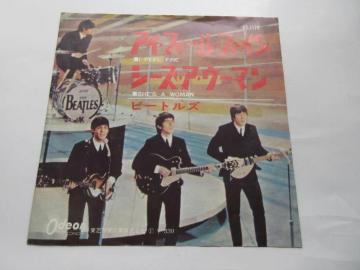 アイ・フィール・ファイン
I FEEL FINE
シーズ・ア・ウーマン
SHE'S A WOMAN
ビートルズ
THE
BEATLES
Odeon